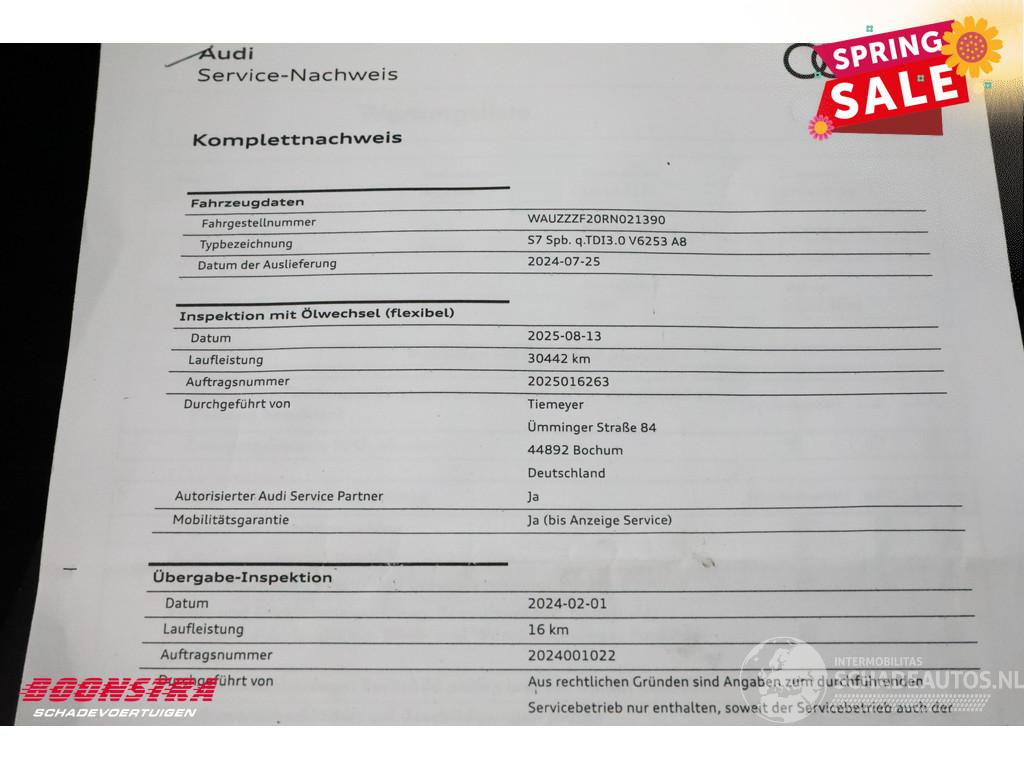 Audi
Service-Nachweis
SPRING
SALE
Komplettnachweis
Fahrzeugdaten
Fahrgestellnummer WAUZZZF20RN021390
Typbezeichnung S7 Spb. q.TDI3.0 V6253 A8
Datum der Auslieferung 2024-07-25
Inspektion mit Ölwechsel (flexibel)
Datum 2025-08-13
Laufleistung 30442 km
Auftragsnummer 2025016263
Durchgeführt von Tiemeyer
Ümminger Straße 84
44892 Bochum
Deutschland
Autorisierter Audi Service Partner Ja
Mobilitätsgarantie Ja (bis Anzeige Service)
Übergabe-Inspektion
Datum 2024-02-01
Laufleistung 16 km
Auftragsnummer 2024001022
Durchgeführt von Aus rechtlichen Gründen sind Angaben zum durchführenden
Servicebetrieb nur enthalten, soweit der Servicebetrieb auch der
BOONSTRA
SCHADEVOERTUIGEN
INTERMOBILITAS
SCHADEAUTOS.NL